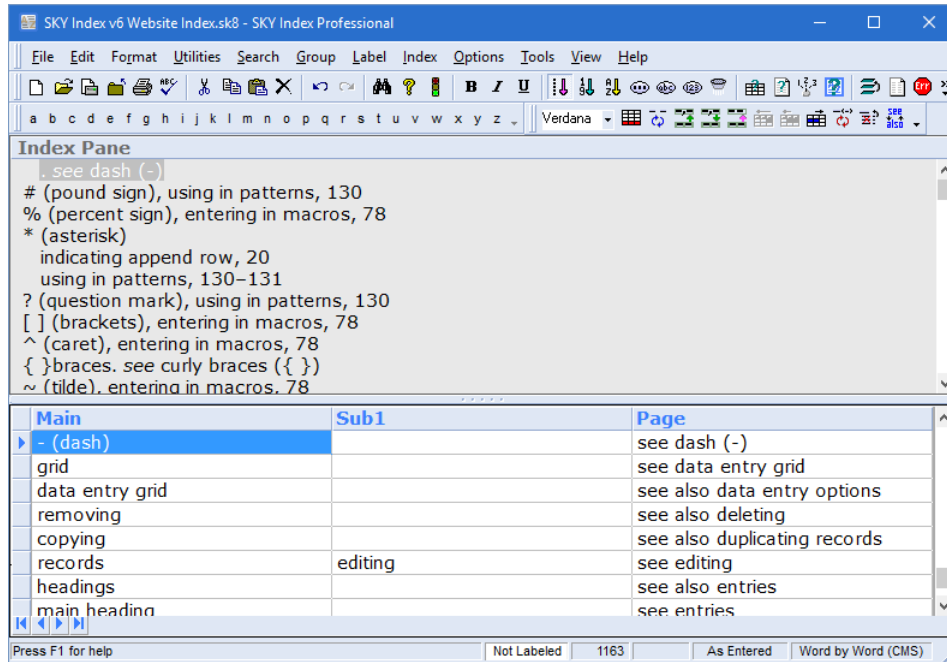 SKY Index v6 Website Index.sk8 - SKY Index Professional
File Edit Format Utilities Search Group Label Index Options Tools View Help
ABC B I U abc
a b c d e f g h i j k l m n o p q r s t u v w x y z Verdana see also
Index Pane
. see dash (-)
# (pound sign), using in patterns, 130
% (percent sign), entering in macros, 78
* (asterisk)
indicating append row, 20
using in patterns, 130–131
? (question mark), using in patterns, 130
[ ] (brackets), entering in macros, 78
^ (caret), entering in macros, 78
{ }braces. see curly braces ({ })
~ (tilde), entering in macros, 78
Main Sub1 Page
- (dash) see dash (-)
grid see data entry grid
data entry grid see also data entry options
removing see also deleting
copying see also duplicating records
records editing see editing
headings see also entries
main heading see entries
Press F1 for help Not Labeled 1163 As Entered Word by Word (CMS)